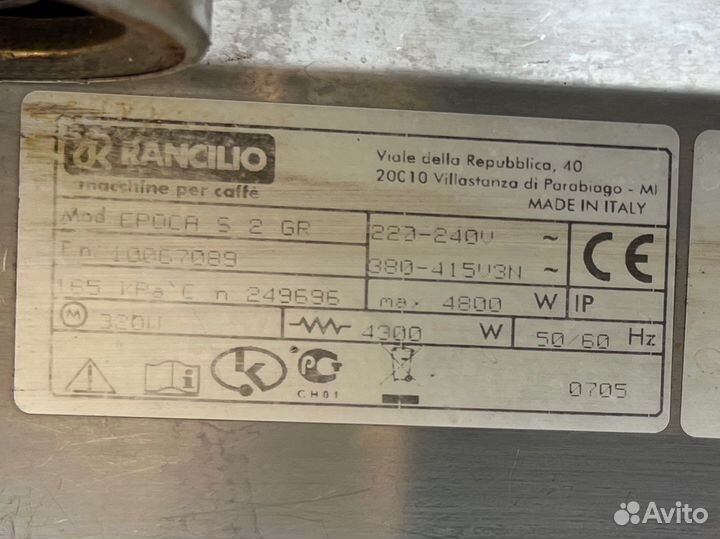 RANCILIO
macchine per caffè
Viale della Repubblica, 40
20010 Villastanza di Parabiago - MI
MADE IN ITALY
Mod EPOCA S 2 GR
220-240V ~
CE
F.n. 10067089
380-415V3N ~
165 KPa°C n 249696
max 4800 W
IP
M 320W
4300 W
50/60 Hz
CH01
0705
Avito